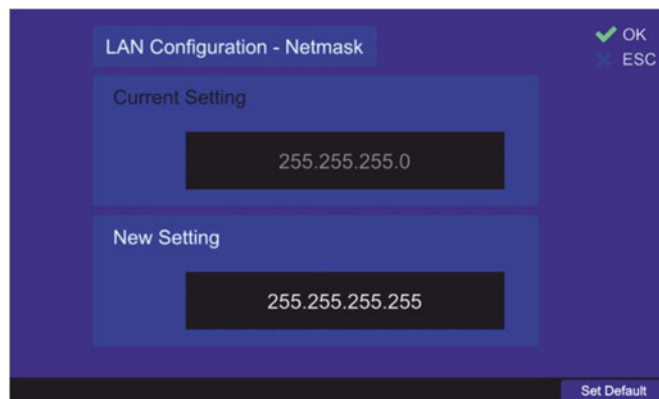 LAN Configuration - Netmask
OK
ESC
Current Setting
255.255.255.0
New Setting
255.255.255.255
Set Default